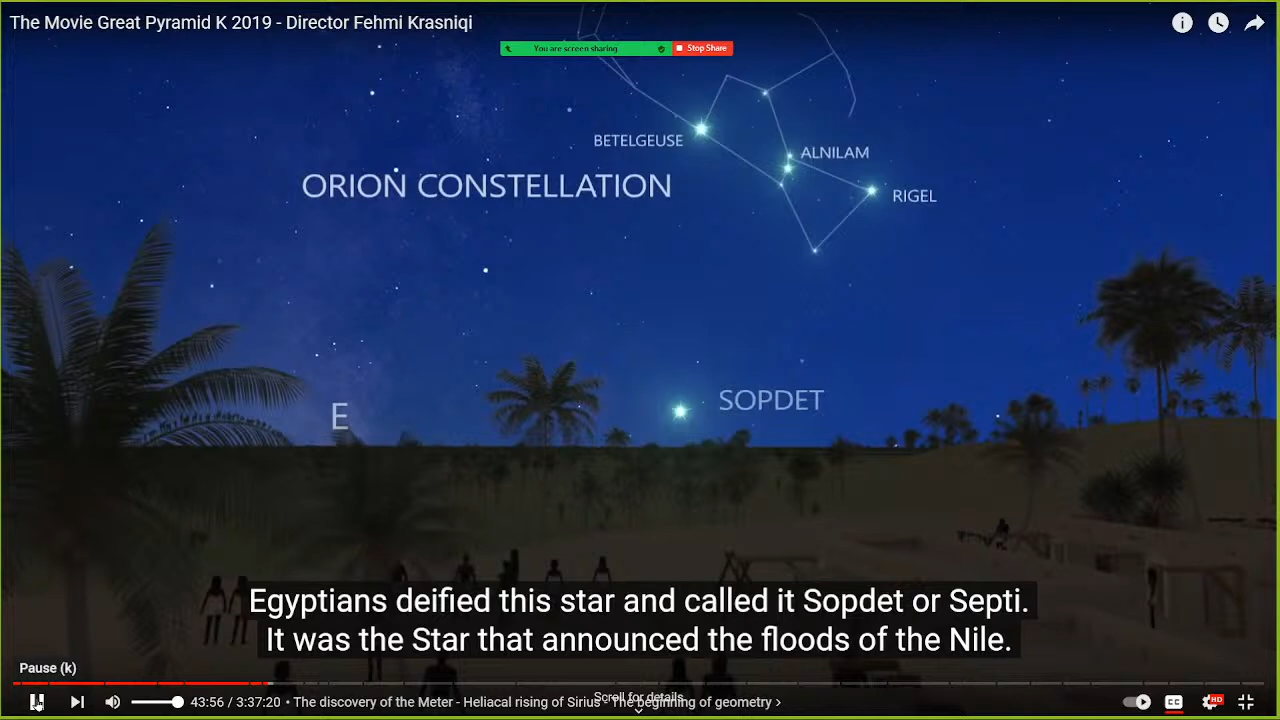 The Movie Great Pyramid K 2019 - Director Fehmi Krasniqi
You are screen sharing
Stop Share
BETELGEUSE
ALNILAM
ORION CONSTELLATION
RIGEL
SOPDET
E
Egyptians deified this star and called it Sopdet or Septi.
It was the Star that announced the floods of the Nile.
Pause (k)
Scroll for details
43:56 / 3:37:20 • The discovery of the Meter - Heliacal rising of Sirius - The beginning of geometry
CC
HD